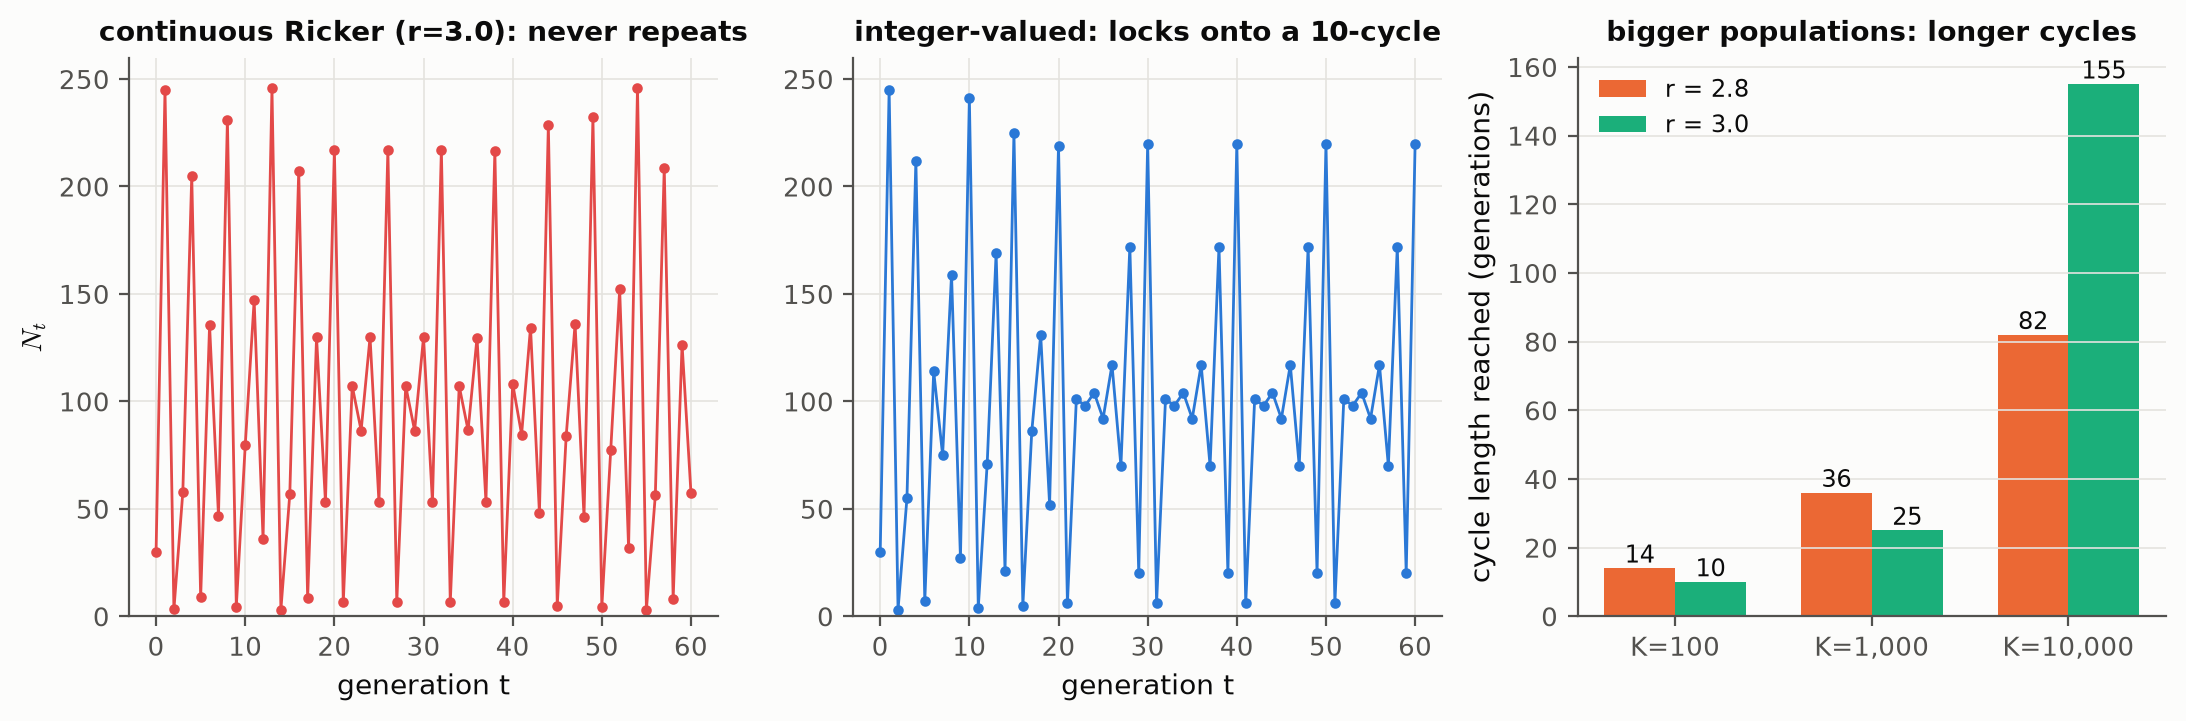 continuous Ricker (r=3.0): never repeats
250
200
150
100
50
0
N_t
0 10 20 30 40 50 60
generation t
integer-valued: locks onto a 10-cycle
250
200
150
100
50
0
0 10 20 30 40 50 60
generation t
bigger populations: longer cycles
r = 2.8
r = 3.0
160
140
120
100
80
60
40
20
0
cycle length reached (generations)
14
10
36
25
82
155
K=100 K=1,000 K=10,000